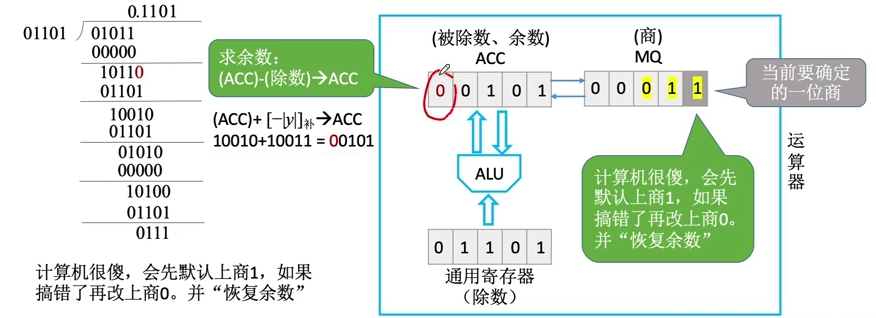 0.1101
01101 01011
00000
10110
01101
10010
01101
01010
00000
10100
01101
0111
求余数：
(ACC)-(除数)→ACC
(ACC)+ [−|y|]补→ACC
10010+10011 = 00101
计算机很傻，会先默认上商1，如果
搞错了再改上商0。并“恢复余数”
(被除数、余数)
ACC
0 0 1 0 1
(商)
MQ
0 0 0 1 1
当前要确定
的一位商
ALU
0 1 1 0 1
通用寄存器
（除数）
计算机很傻，会先
默认上商1，如果
搞错了再改上商0。
并“恢复余数”
运
算
器